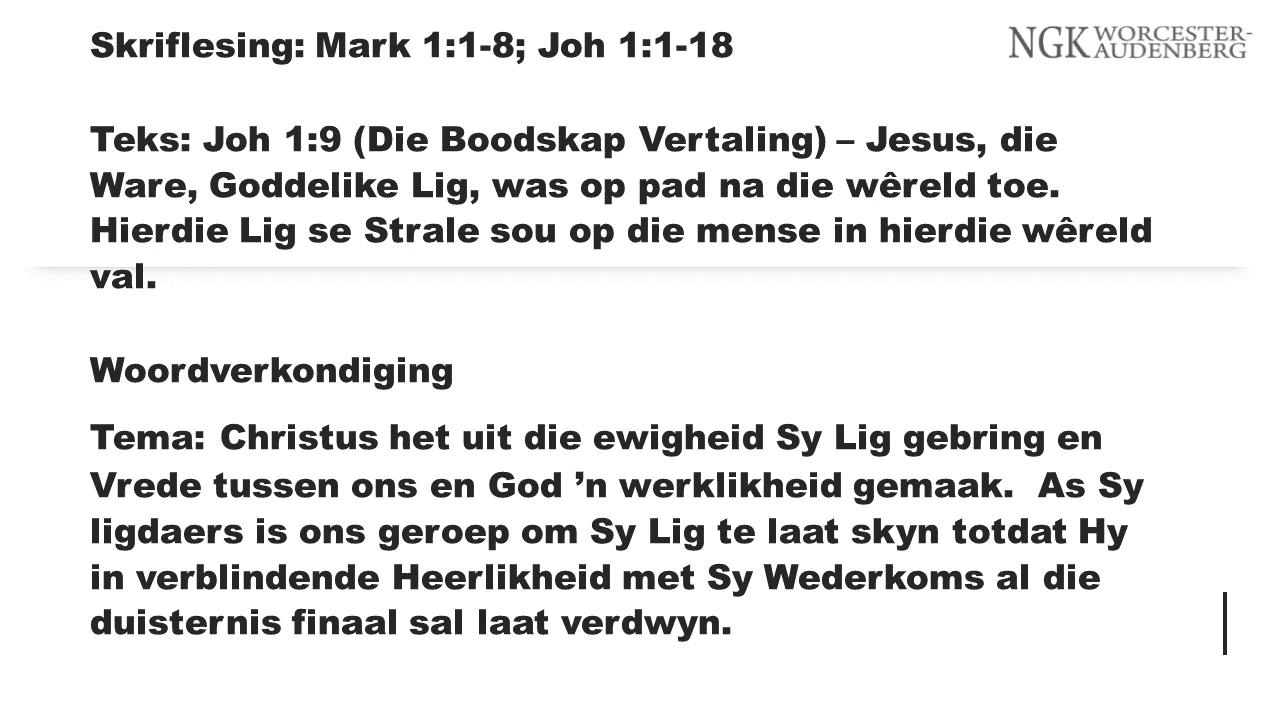 Skriflesing: Mark 1:1-8; Joh 1:1-18
NGK WORCESTER-
AUDENBERG
Teks: Joh 1:9 (Die Boodskap Vertaling) – Jesus, die
Ware, Goddelike Lig, was op pad na die wêreld toe.
Hierdie Lig se Strale sou op die mense in hierdie wêreld
val.
Woordverkondiging
Tema: Christus het uit die ewigheid Sy Lig gebring en
Vrede tussen ons en God ’n werklikheid gemaak.  As Sy
ligdaers is ons geroep om Sy Lig te laat skyn totdat Hy
in verblindende Heerlikheid met Sy Wederkoms al die
duisternis finaal sal laat verdwyn.